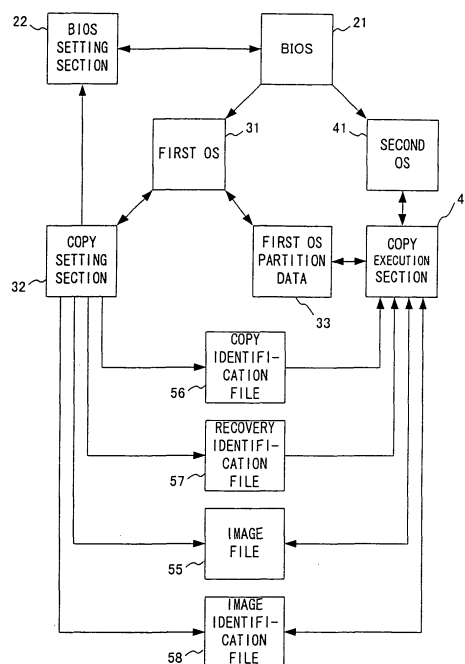 22
BIOS
SETTING
SECTION
21
BIOS
31
FIRST OS
41
SECOND
OS
COPY
SETTING
SECTION
32
FIRST OS
PARTITION
DATA
33
4
COPY
EXECUTION
SECTION
COPY
IDENTIFI-
CATION
FILE
56
RECOVERY
IDENTIFI-
CATION
FILE
57
IMAGE
FILE
55
IMAGE
IDENTIFI-
CATION
FILE
58